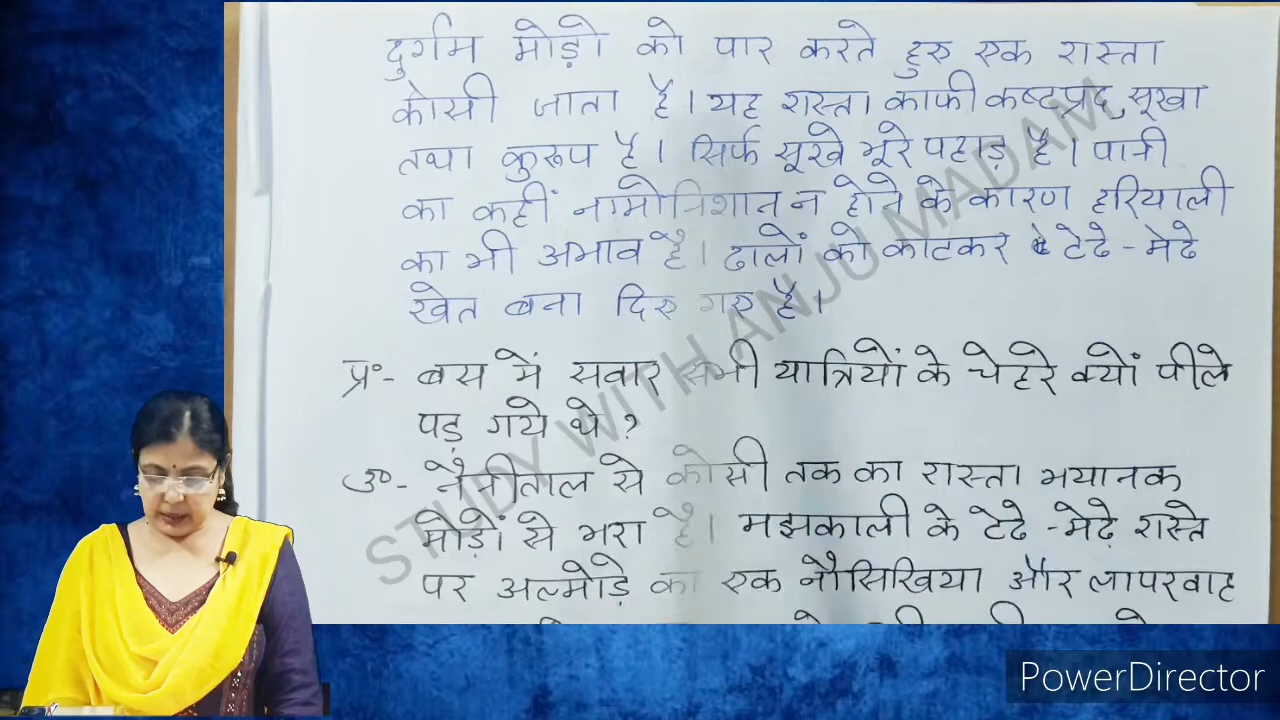 दुर्गम मोड़ो को पार करते हुए एक रास्ता
कोसी जाता है। यह रास्ता काफी कष्टप्रद, सूखा
तथा कुरूप है। सिर्फ सूखे भूरे पहाड़ है। पानी
का कहीं नामोनिशान न होने के कारण हरियाली
का भी अभाव है। ढालों को काटकर टेढे-मेढे
खेत बना दिए गए है।
प्र०- बस में सवार सभी यात्रियों के चेहरे क्यों पीले
पड़ गये थे?
उ०- नैनीताल से कोसी तक का रास्ता भयानक
मोड़ों से भरा है। मझकाली के टेढे-मेढ़े रास्ते
पर अल्मोड़े का एक नौसिखिया और लापरवाह
STUDY WITH ANJU MADAM
PowerDirector